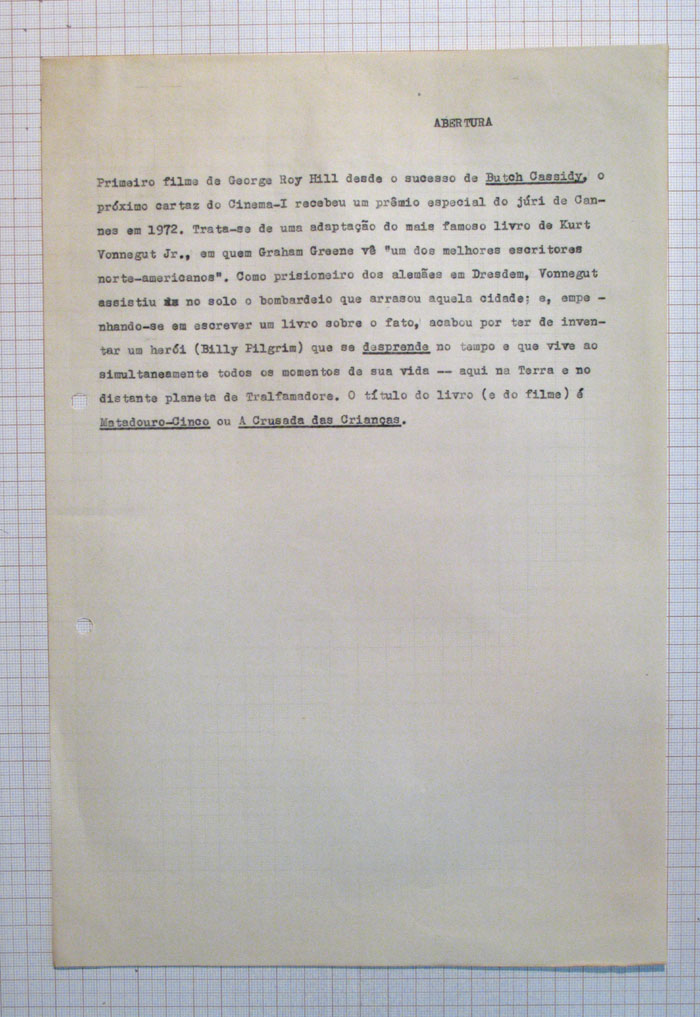 ABERTURA
Primeiro filme de George Roy Hill desde o sucesso de Butch Cassidy, o
próximo cartaz do Cinema-I recebeu um prêmio especial do júri de Can-
nes em 1972. Trata-se de uma adaptação do mais famoso livro de Kurt
Vonnegut Jr., em quem Graham Greene vê "um dos melhores escritores
norte-americanos". Como prisioneiro dos alemães em Dresdem, Vonnegut
assistiu no solo o bombardeio que arrasou aquela cidade; e, empe -
nhando-se em escrever um livro sobre o fato, acabou por ter de inven-
tar um herói (Billy Pilgrim) que se desprende no tempo e que vive ao
simultaneamente todos os momentos de sua vida -- aqui na Terra e no
distante planeta de Tralfamadore. O título do livro (e do filme) é
Matadouro-Cinco ou A Crusada das Crianças.